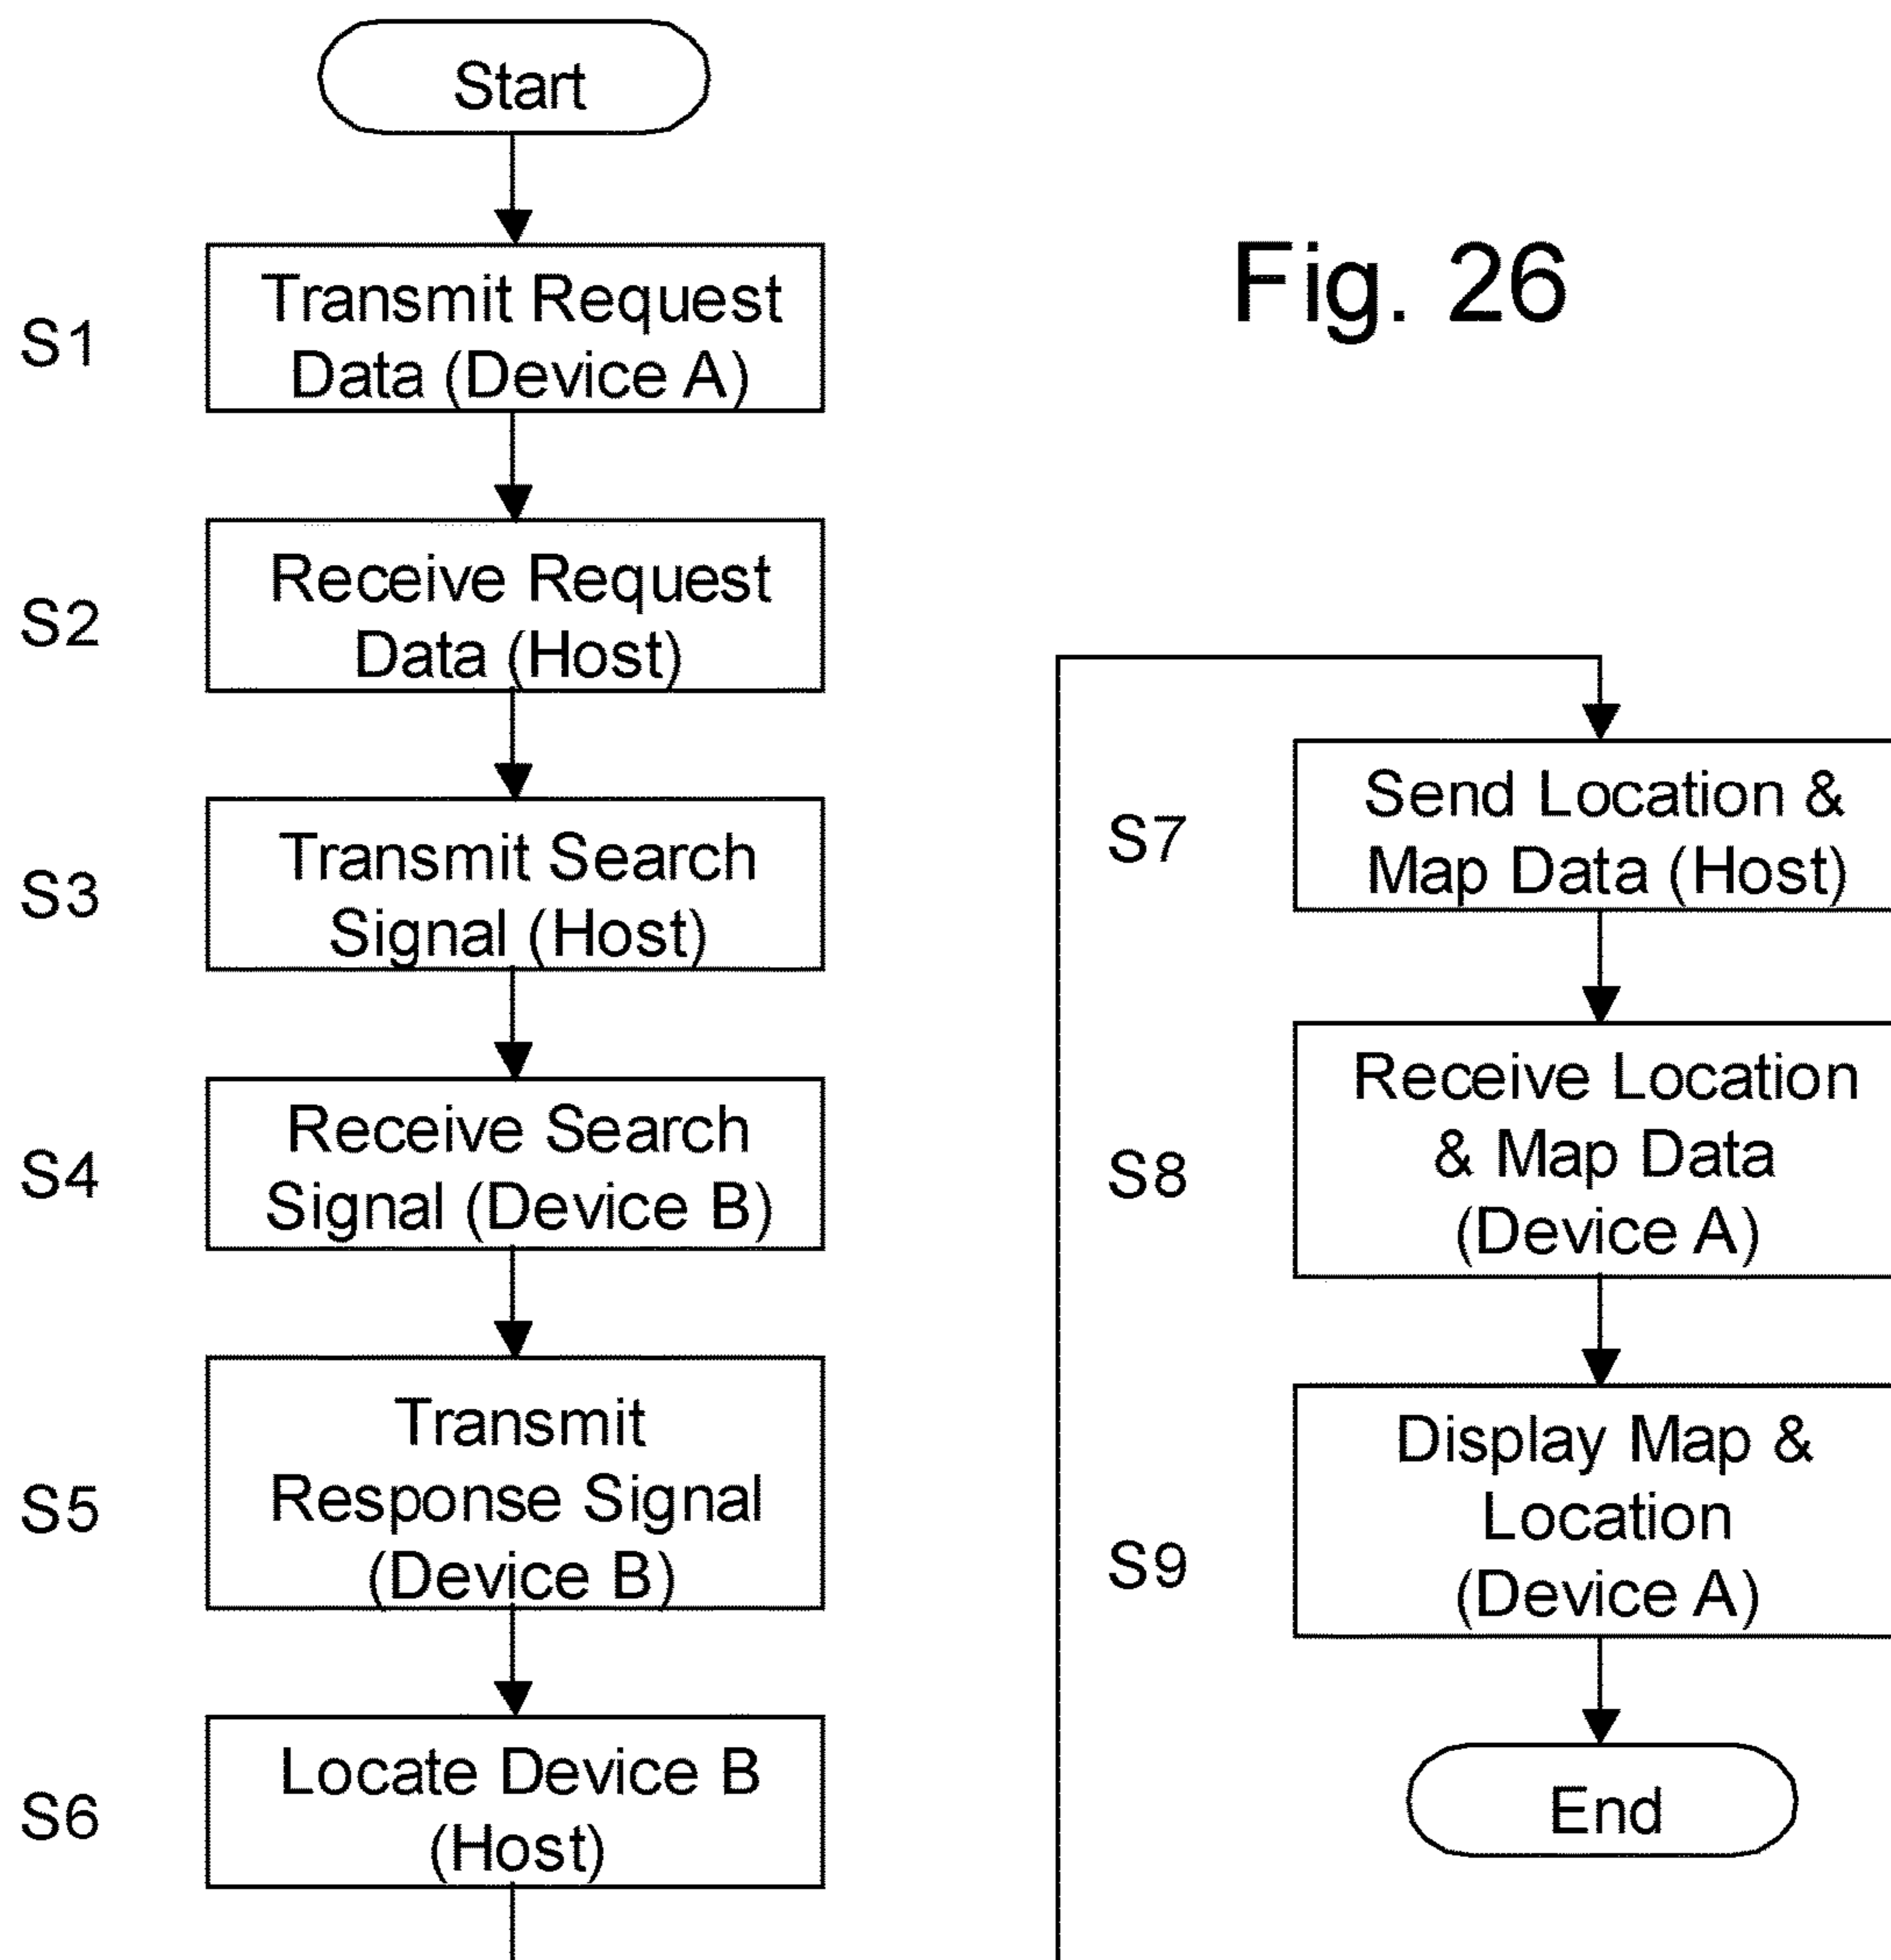 Start
S1
Transmit Request
Data (Device A)
S2
Receive Request
Data (Host)
S3
Transmit Search
Signal (Host)
S4
Receive Search
Signal (Device B)
S5
Transmit
Response Signal
(Device B)
S6
Locate Device B
(Host)
Fig. 26
S7
Send Location &
Map Data (Host)
S8
Receive Location
& Map Data
(Device A)
S9
Display Map &
Location
(Device A)
End